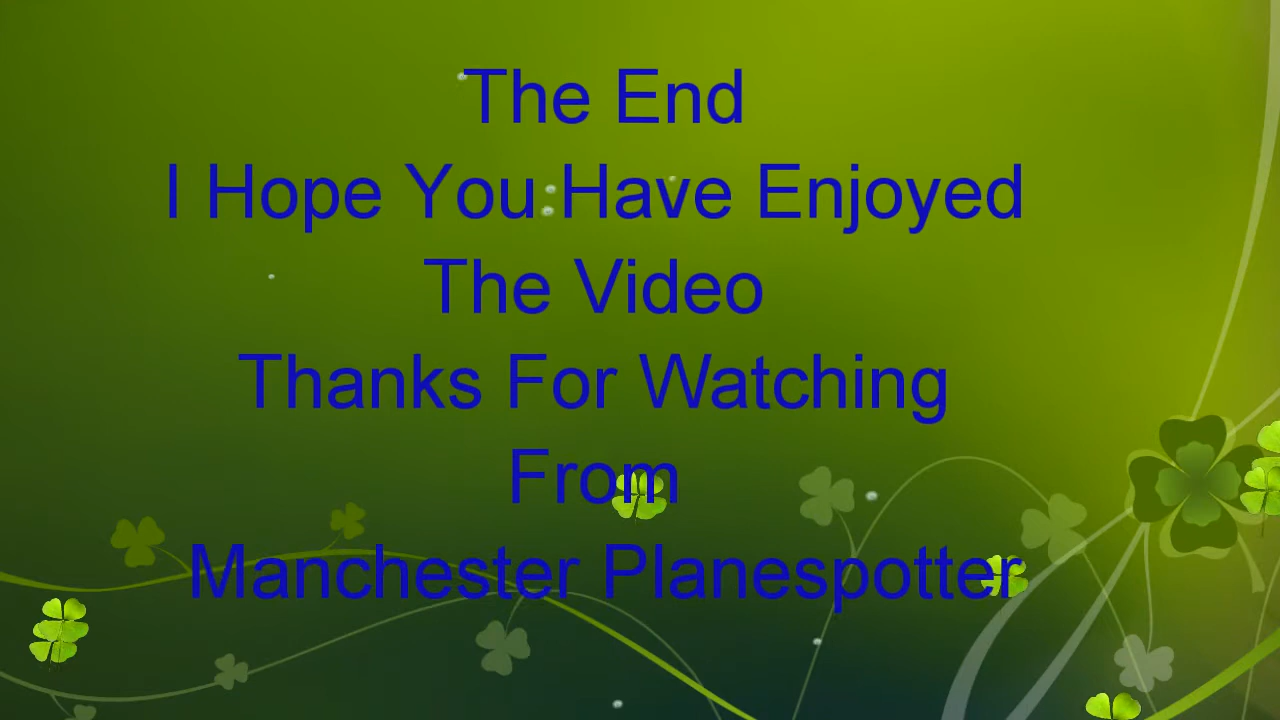 The End
I Hope You Have Enjoyed
The Video
Thanks For Watching
From
Manchester Planespotter